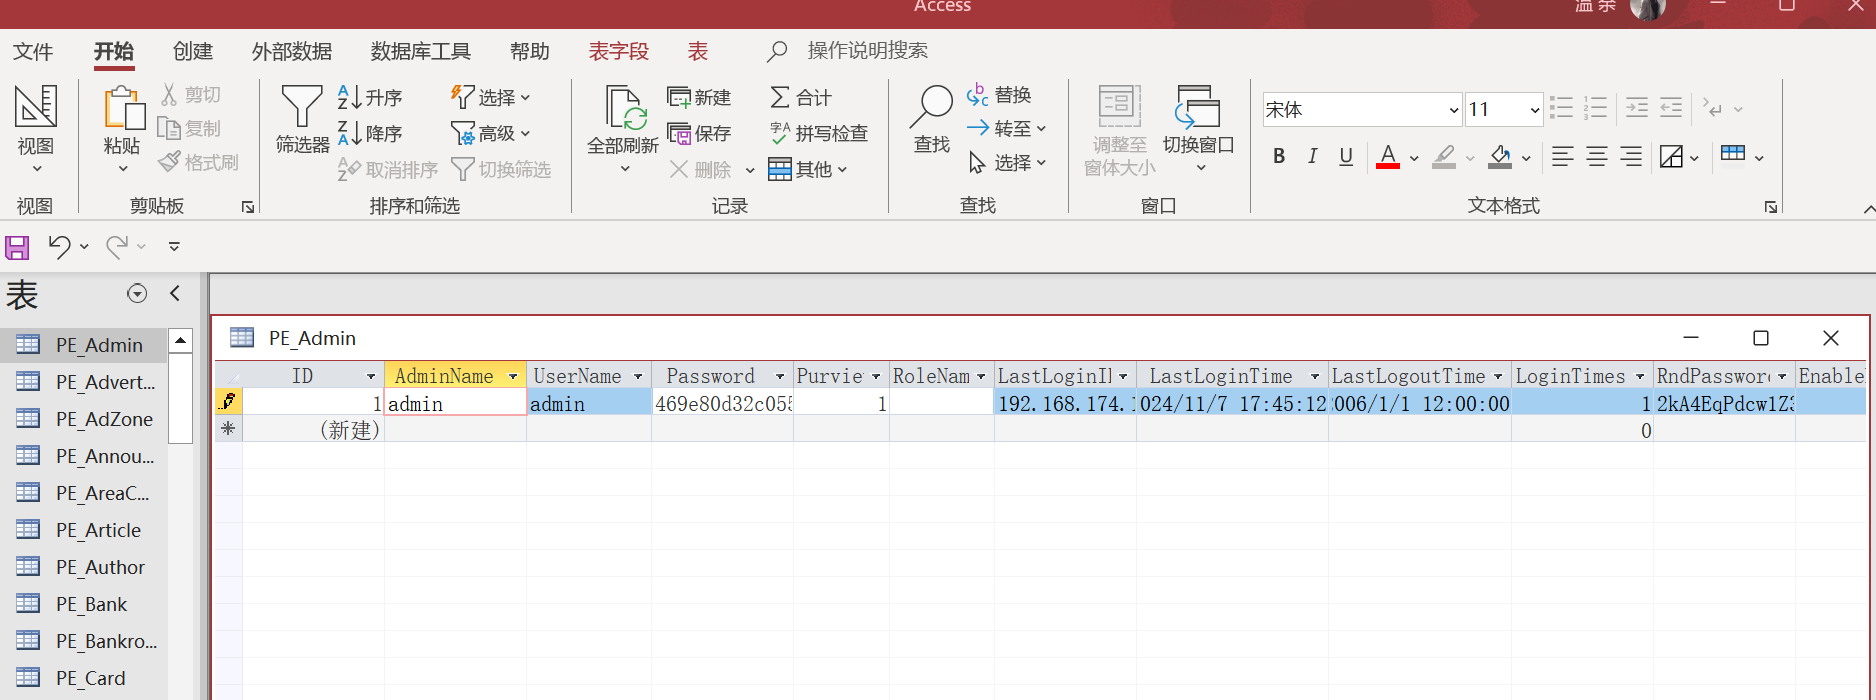 Access
温
文件 开始 创建 外部数据 数据库工具 帮助 表字段 表 操作说明搜索
视图 粘贴 剪切 复制 格式刷
筛选器 升序 降序 取消排序 选择 高级 切换筛选
全部刷新 新建 保存 删除 合计 拼写检查 其他
查找 替换 转至 选择
调整至
窗体大小
切换窗口
宋体 11
B I U A
视图 剪贴板 排序和筛选 记录 查找 窗口 文本格式
表
PE_Admin
PE_Advert...
PE_AdZone
PE_Annou...
PE_AreaC...
PE_Article
PE_Author
PE_Bank
PE_Bankro...
PE_Card
PE_Admin
ID AdminName UserName Password Purvie RoleNam LastLoginI LastLoginTime LastLogoutTime LoginTimes RndPasswor Enable
1 admin admin 469e80d32c055 1 192.168.174. 024/11/7 17:45:12 006/1/1 12:00:00 1 2kA4EqPdcw1Z3
(新建) 0